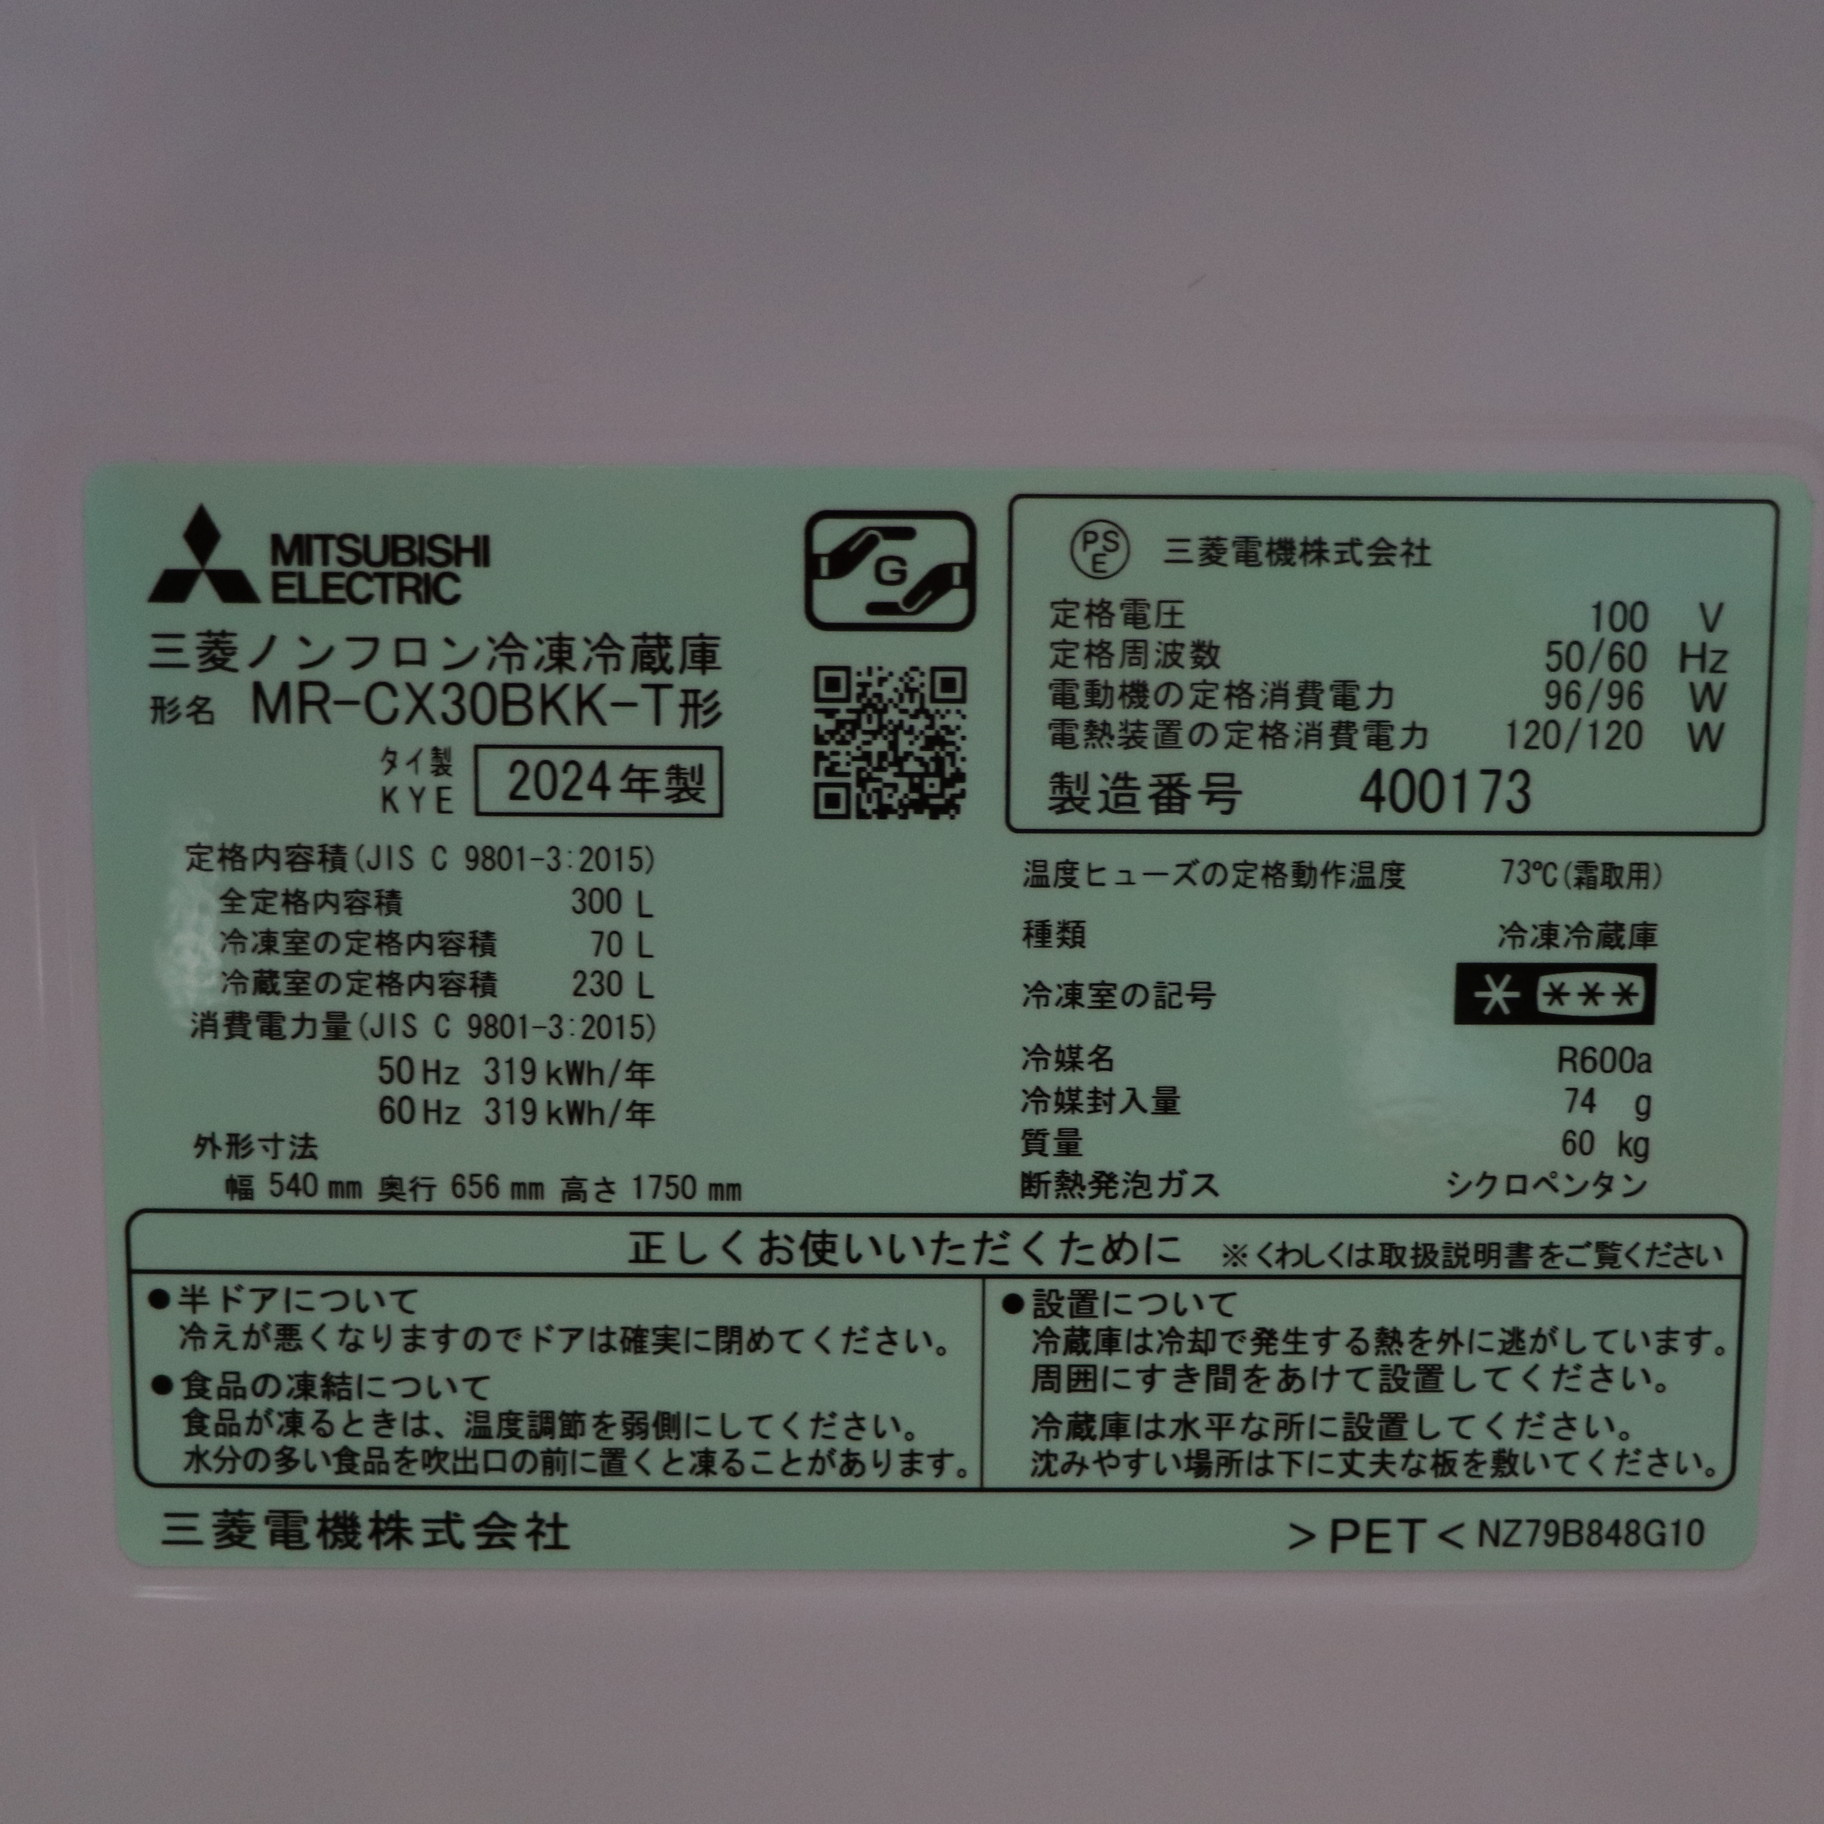 MITSUBISHI
ELECTRIC
三菱ノンフロン冷凍冷蔵庫
形名 MR-CX30BKK-T形
タイ製
KYE
2024年製
G
定格内容積(JIS C 9801-3:2015)
全定格内容積 300 L
冷凍室の定格内容積 70 L
冷蔵室の定格内容積 230 L
消費電力量(JIS C 9801-3:2015)
50Hz 319kWh/年
60Hz 319kWh/年
外形寸法
幅 540 mm 奥行 656 mm 高さ 1750 mm
PSE 三菱電機株式会社
定格電圧 100 V
定格周波数 50/60 Hz
電動機の定格消費電力 96/96 W
電熱装置の定格消費電力 120/120 W
製造番号 400173
温度ヒューズの定格動作温度 73℃(霜取用)
種類 冷凍冷蔵庫
冷凍室の記号 * ***
冷媒名 R600a
冷媒封入量 74 g
質量 60 kg
断熱発泡ガス シクロペンタン
正しくお使いいただくために ※くわしくは取扱説明書をご覧ください
●半ドアについて
冷えが悪くなりますのでドアは確実に閉めてください。
●食品の凍結について
食品が凍るときは、温度調節を弱側にしてください。
水分の多い食品を吹出口の前に置くと凍ることがあります。
●設置について
冷蔵庫は冷却で発生する熱を外に逃がしています。
周囲にすき間をあけて設置してください。
冷蔵庫は水平な所に設置してください。
沈みやすい場所は下に丈夫な板を敷いてください。
三菱電機株式会社
>PET< NZ79B848G10